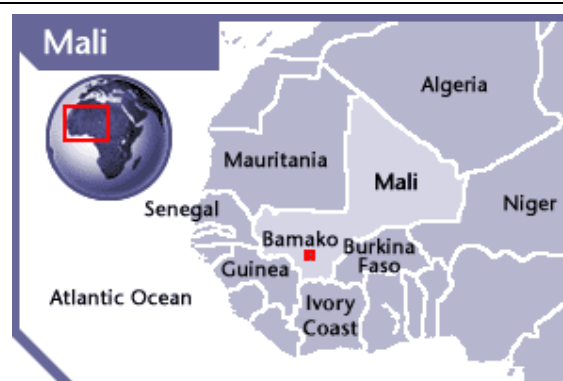 Mali
Algeria
Mauritania
Mali
Senegal
Niger
Bamako
Burkina
Faso
Guinea
Atlantic Ocean
Ivory
Coast